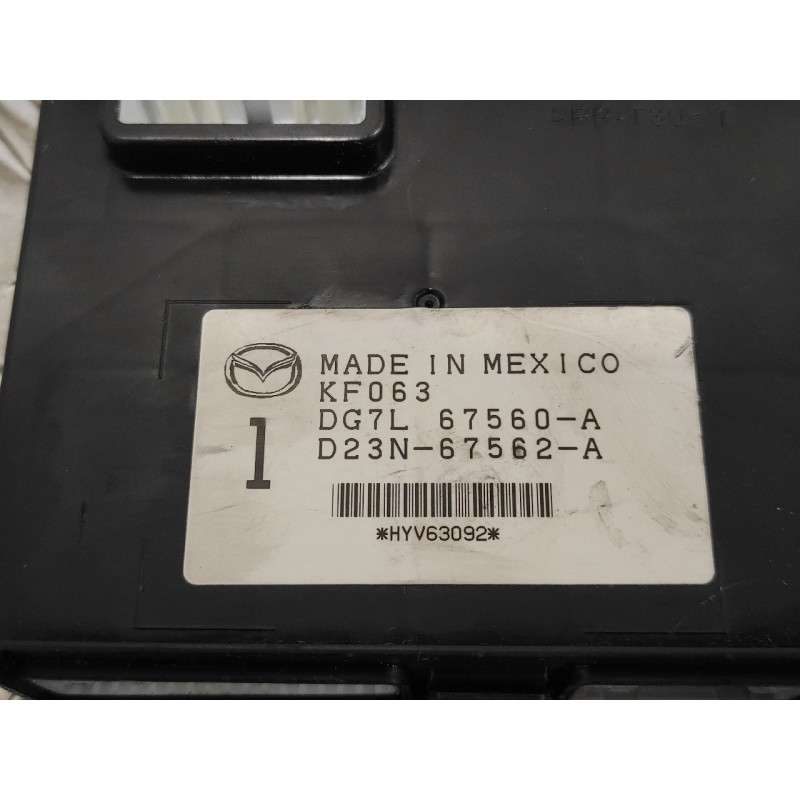 MADE IN MEXICO
KF063
1
DG7L 67560-A
D23N-67562-A
*HYV63092*